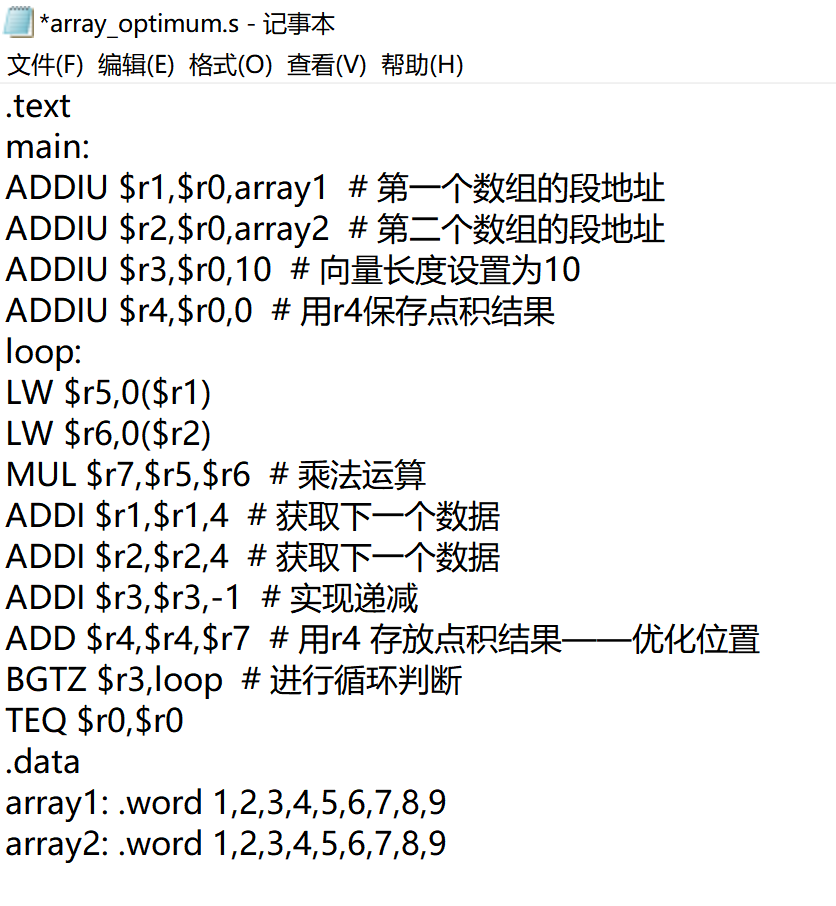 *array_optimum.s - 记事本
文件(F) 编辑(E) 格式(O) 查看(V) 帮助(H)
.text
main:
ADDIU $r1,$r0,array1  # 第一个数组的段地址
ADDIU $r2,$r0,array2  # 第二个数组的段地址
ADDIU $r3,$r0,10  # 向量长度设置为10
ADDIU $r4,$r0,0  # 用r4保存点积结果
loop:
LW $r5,0($r1)
LW $r6,0($r2)
MUL $r7,$r5,$r6  # 乘法运算
ADDI $r1,$r1,4  # 获取下一个数据
ADDI $r2,$r2,4  # 获取下一个数据
ADDI $r3,$r3,-1  # 实现递减
ADD $r4,$r4,$r7  # 用r4 存放点积结果——优化位置
BGTZ $r3,loop  # 进行循环判断
TEQ $r0,$r0
.data
array1: .word 1,2,3,4,5,6,7,8,9
array2: .word 1,2,3,4,5,6,7,8,9